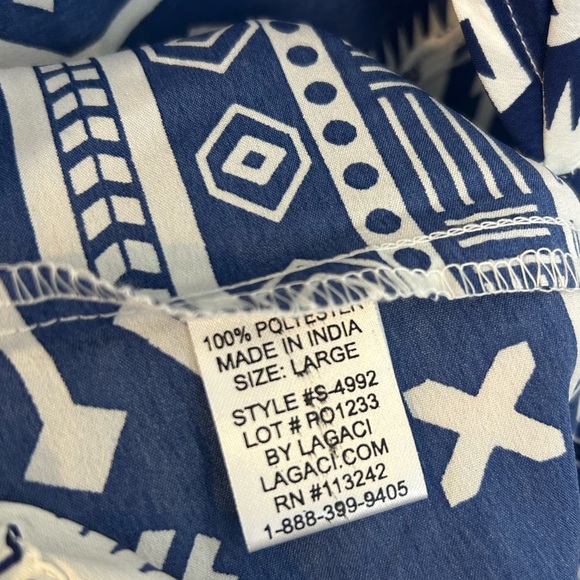 100% POLYESTER
MADE IN INDIA
SIZE: LARGE
STYLE #S-4992
LOT # PO1233
BY LAGACI
LAGACI.COM
RN #113242
1-888-399-9405